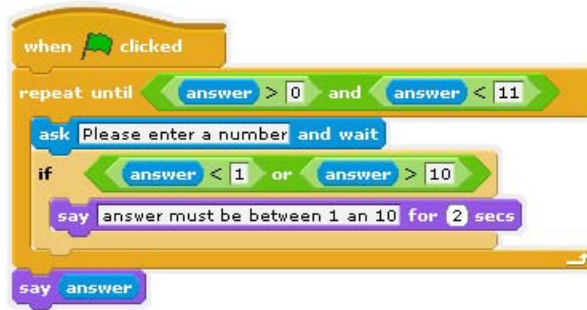 when clicked
repeat until answer > 0 and answer < 11
ask Please enter a number and wait
if answer < 1 or answer > 10
say answer must be between 1 an 10 for 2 secs
say answer